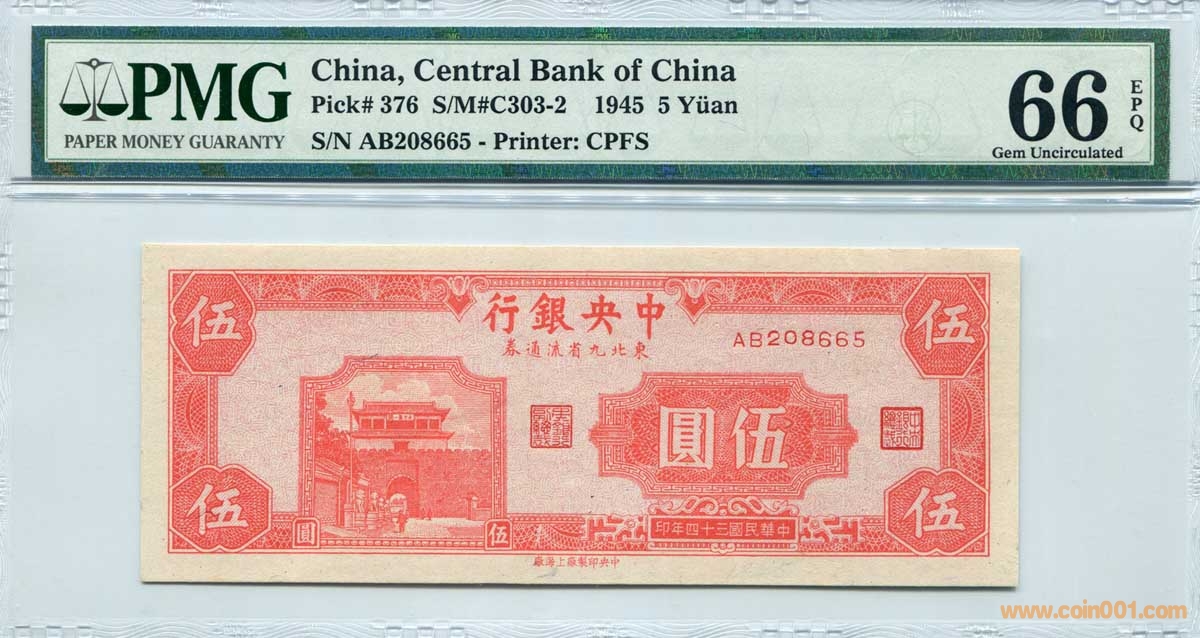 PMG
PAPER MONEY GUARANTY
China, Central Bank of China
Pick# 376 S/M#C303-2 1945 5 Yüan
S/N AB208665 - Printer: CPFS
66
EPQ
Gem Uncirculated
伍
伍
中央銀行
東北九省流通券
AB208665
伍圓
伍
伍
伍圓
中華民國三十四年印
中央印製廠上海廠
www.coin001.com